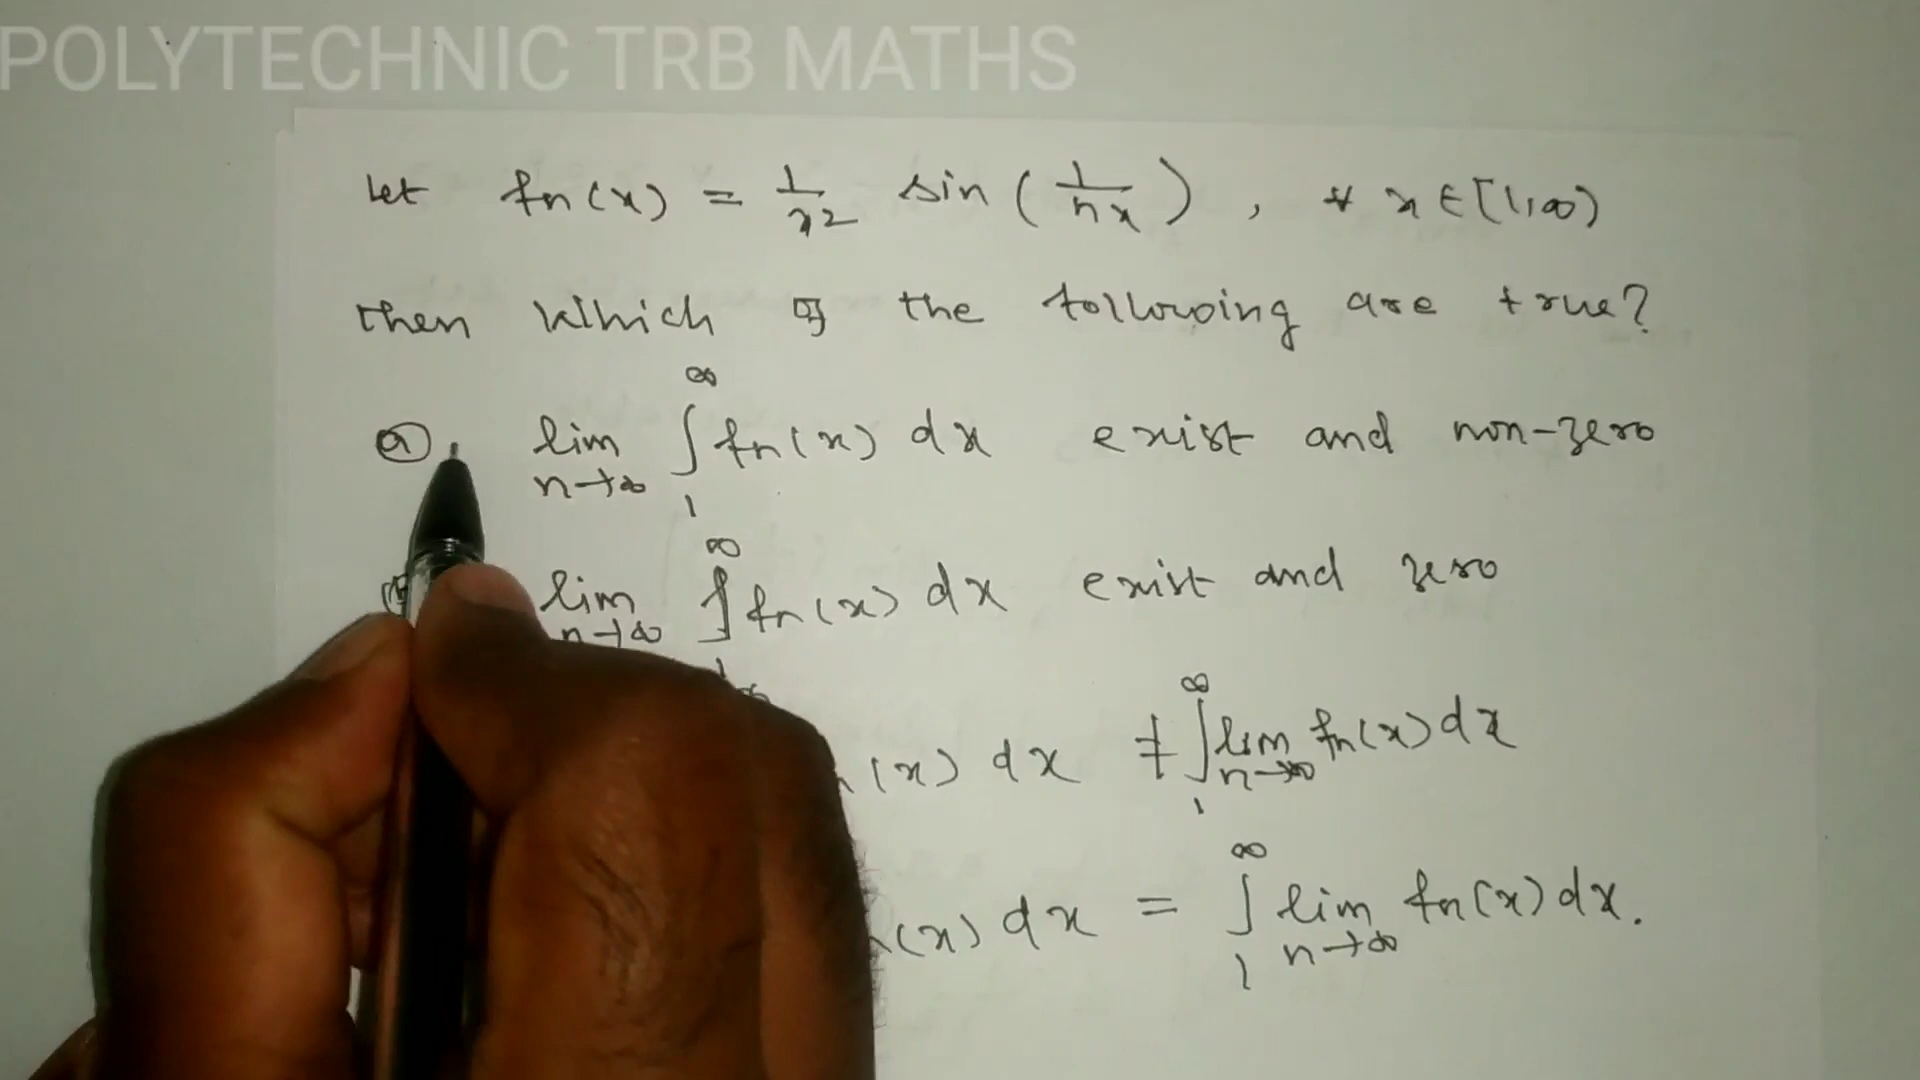 POLYTECHNIC TRB MATHS
Let fn(x) = 1/x2 sin (1/nx), ∀ x ∈ [1,∞)
then which of the following are true?
(a) lim n→∞ ∫1^∞ fn(x) dx exist and non-zero
lim n→∞ ∫1^∞ fn(x) dx exist and zero
(x) dx ≠ ∫1^∞ lim n→∞ fn(x) dx
(x) dx = ∫1^∞ lim n→∞ fn(x) dx.